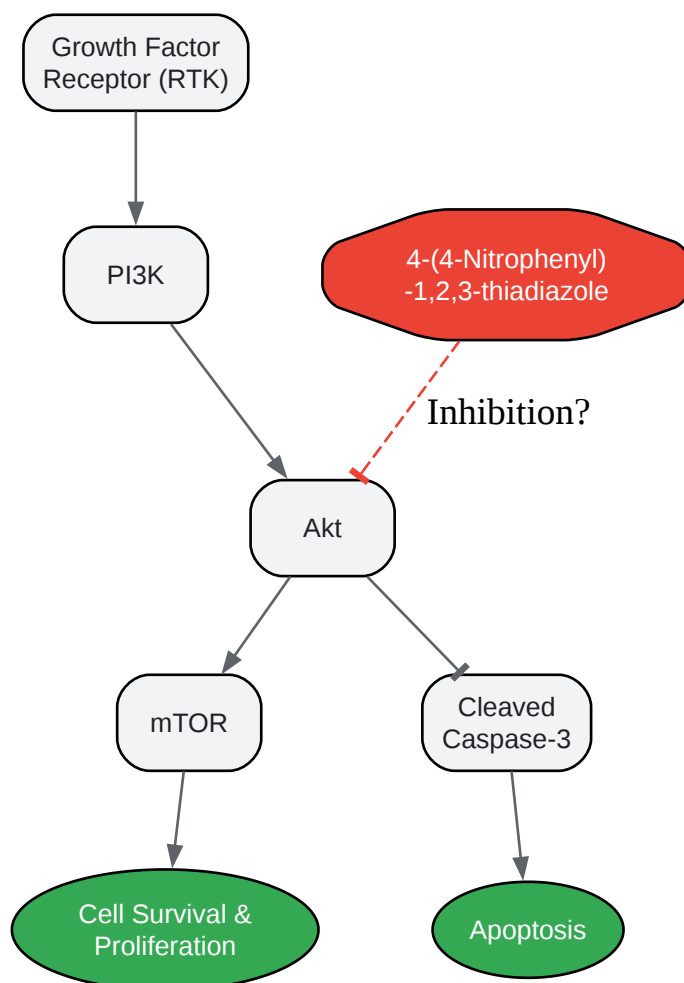 Growth Factor
Receptor (RTK)
PI3K
4-(4-Nitrophenyl)
-1,2,3-thiadiazole
Inhibition?
Akt
mTOR
Cleaved
Caspase-3
Cell Survival &
Proliferation
Apoptosis